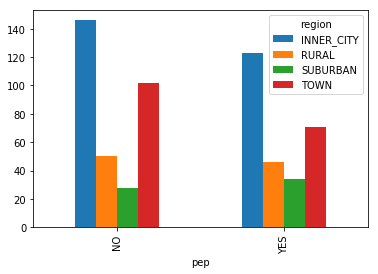 140
120
100
80
60
40
20
0
region
INNER_CITY
RURAL
SUBURBAN
TOWN
NO
YES
pep